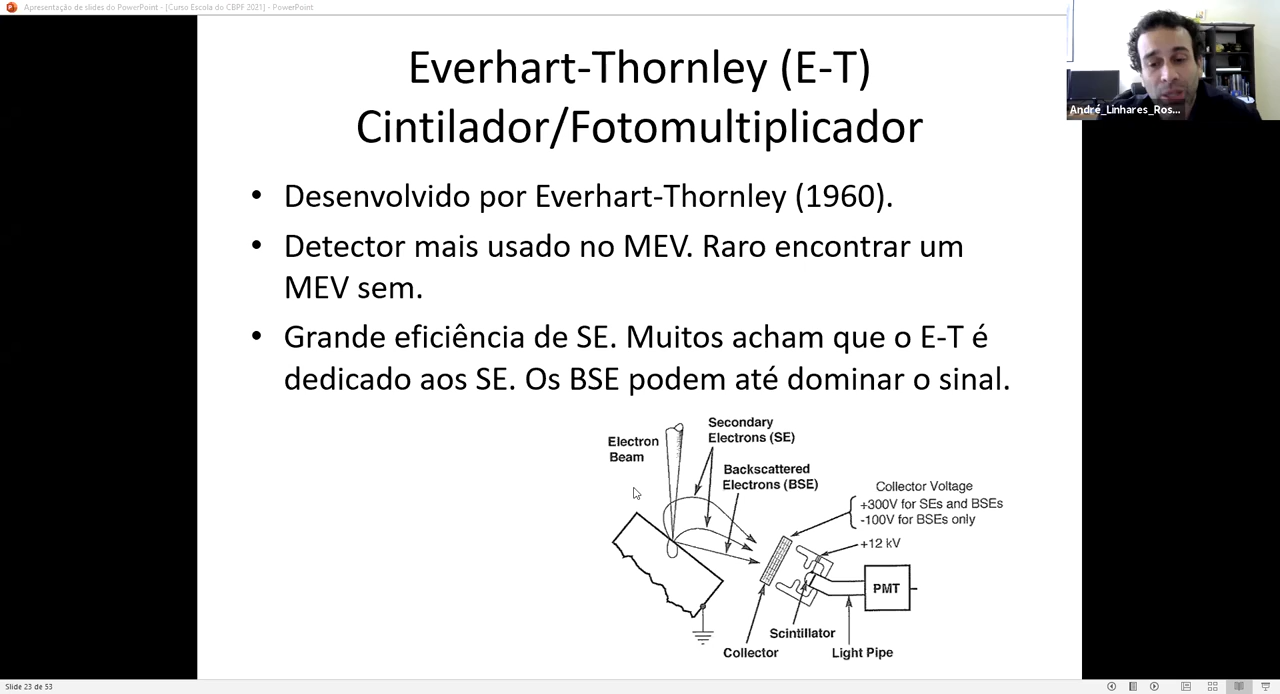 Apresentação de slides do PowerPoint - [Curso Escola do CBPF 2021] - PowerPoint
André_Linhares_Ros...
Everhart-Thornley (E-T)
Cintilador/Fotomultiplicador
• Desenvolvido por Everhart-Thornley (1960).
• Detector mais usado no MEV. Raro encontrar um
MEV sem.
• Grande eficiência de SE. Muitos acham que o E-T é
dedicado aos SE. Os BSE podem até dominar o sinal.
Electron
Beam
Secondary
Electrons (SE)
Backscattered
Electrons (BSE)
Collector Voltage
+300V for SEs and BSEs
-100V for BSEs only
+12 kV
PMT
Scintillator
Collector
Light Pipe
Slide 23 de 53